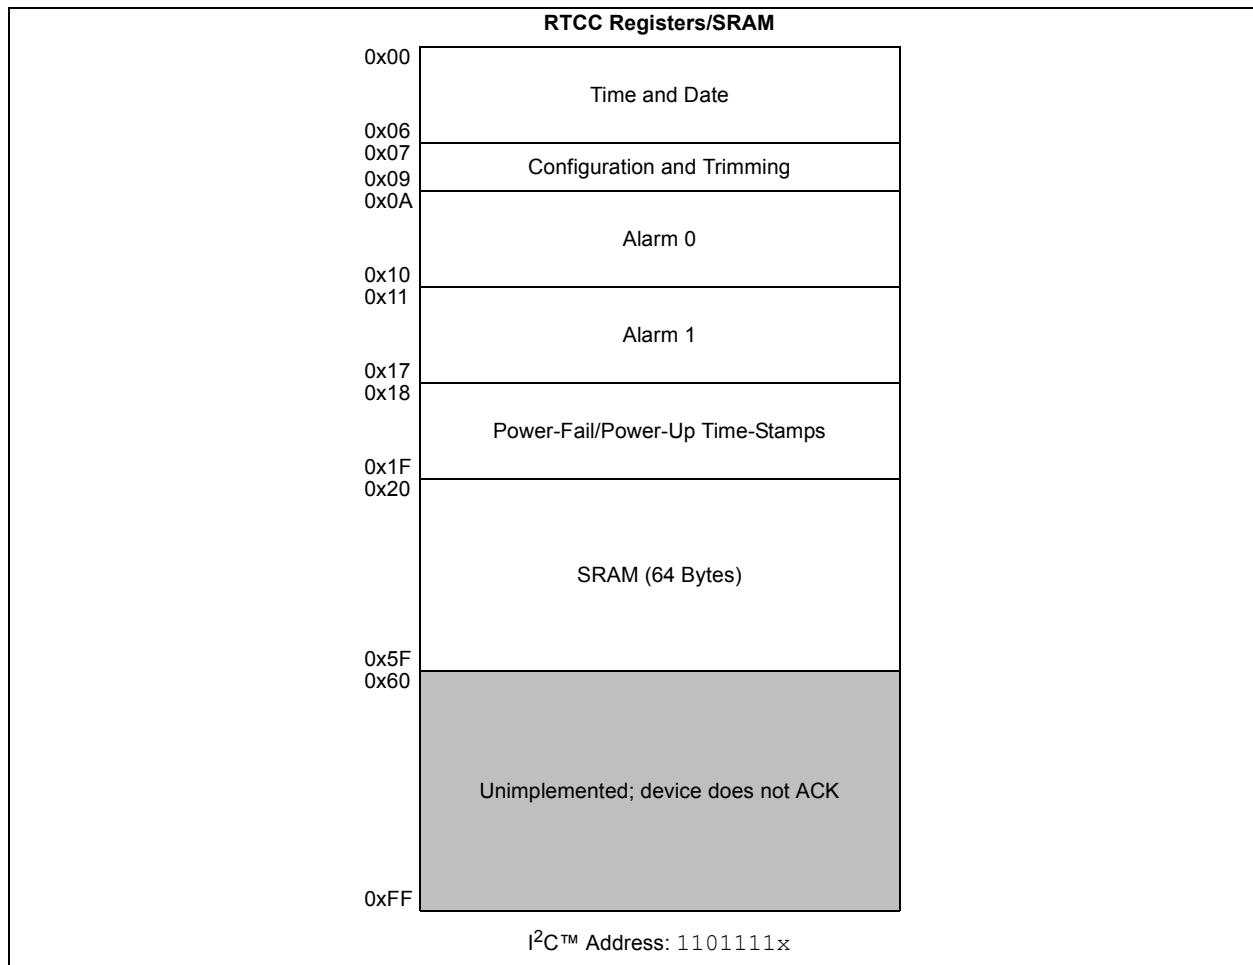 RTCC Registers/SRAM
0x00
Time and Date
0x06
0x07
Configuration and Trimming
0x09
0x0A
Alarm 0
0x10
0x11
Alarm 1
0x17
0x18
Power-Fail/Power-Up Time-Stamps
0x1F
0x20
SRAM (64 Bytes)
0x5F
0x60
Unimplemented; device does not ACK
0xFF
I²C™ Address: 1101111x